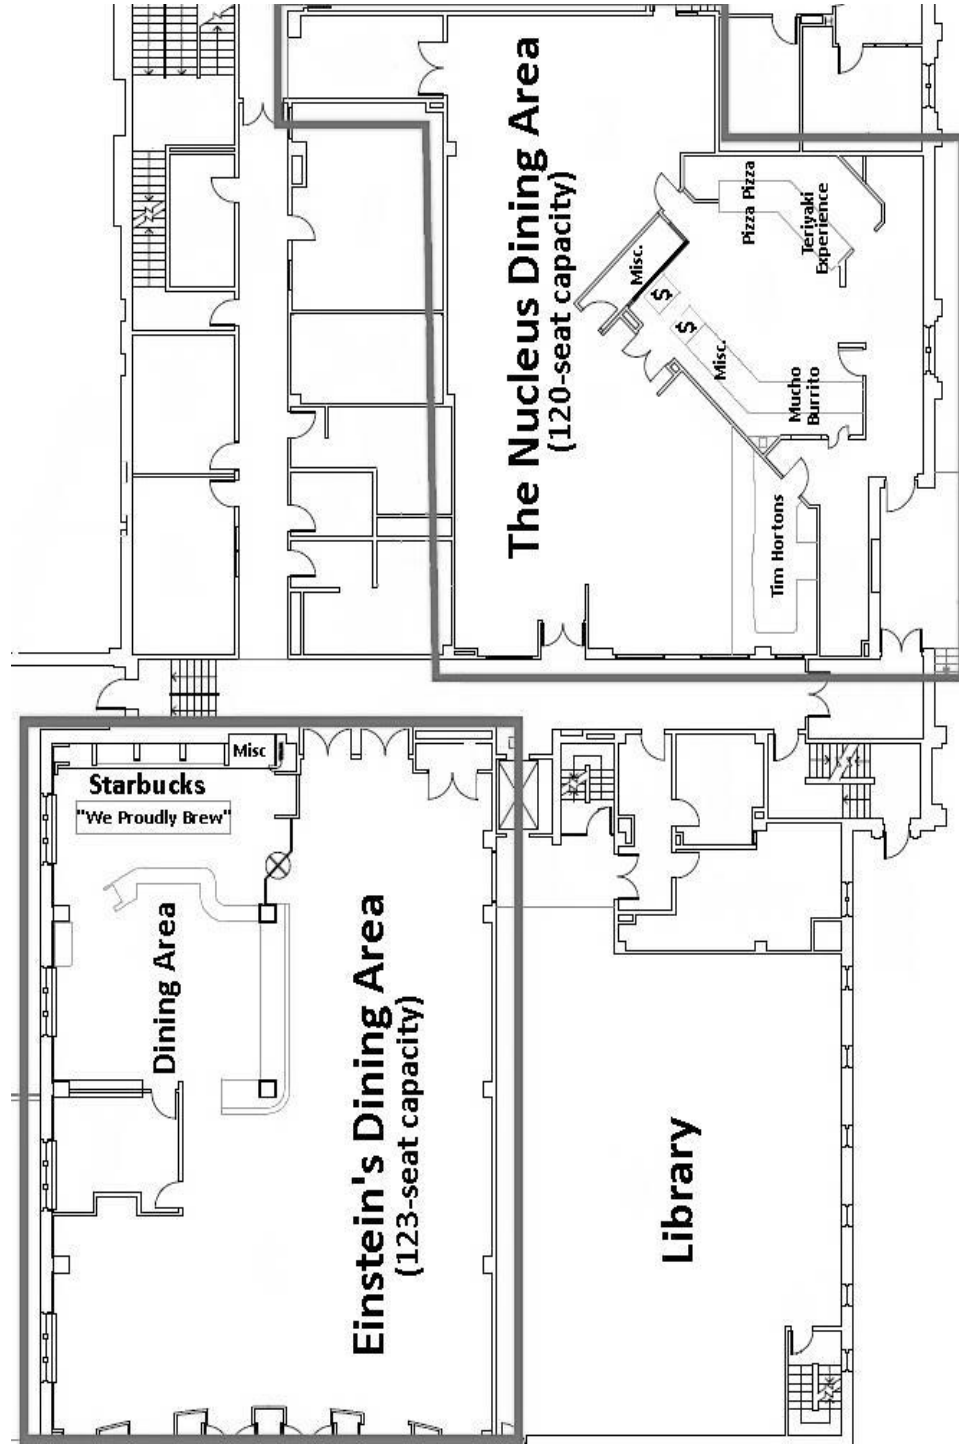 The Nucleus Dining Area
(120-seat capacity)
Pizza Pizza
Teriyaki
Experience
Misc.
$
$
Misc.
Mucho
Burrito
Tim Hortons
Misc
Starbucks
"We Proudly Brew"
Dining Area
Einstein's Dining Area
(123-seat capacity)
Library